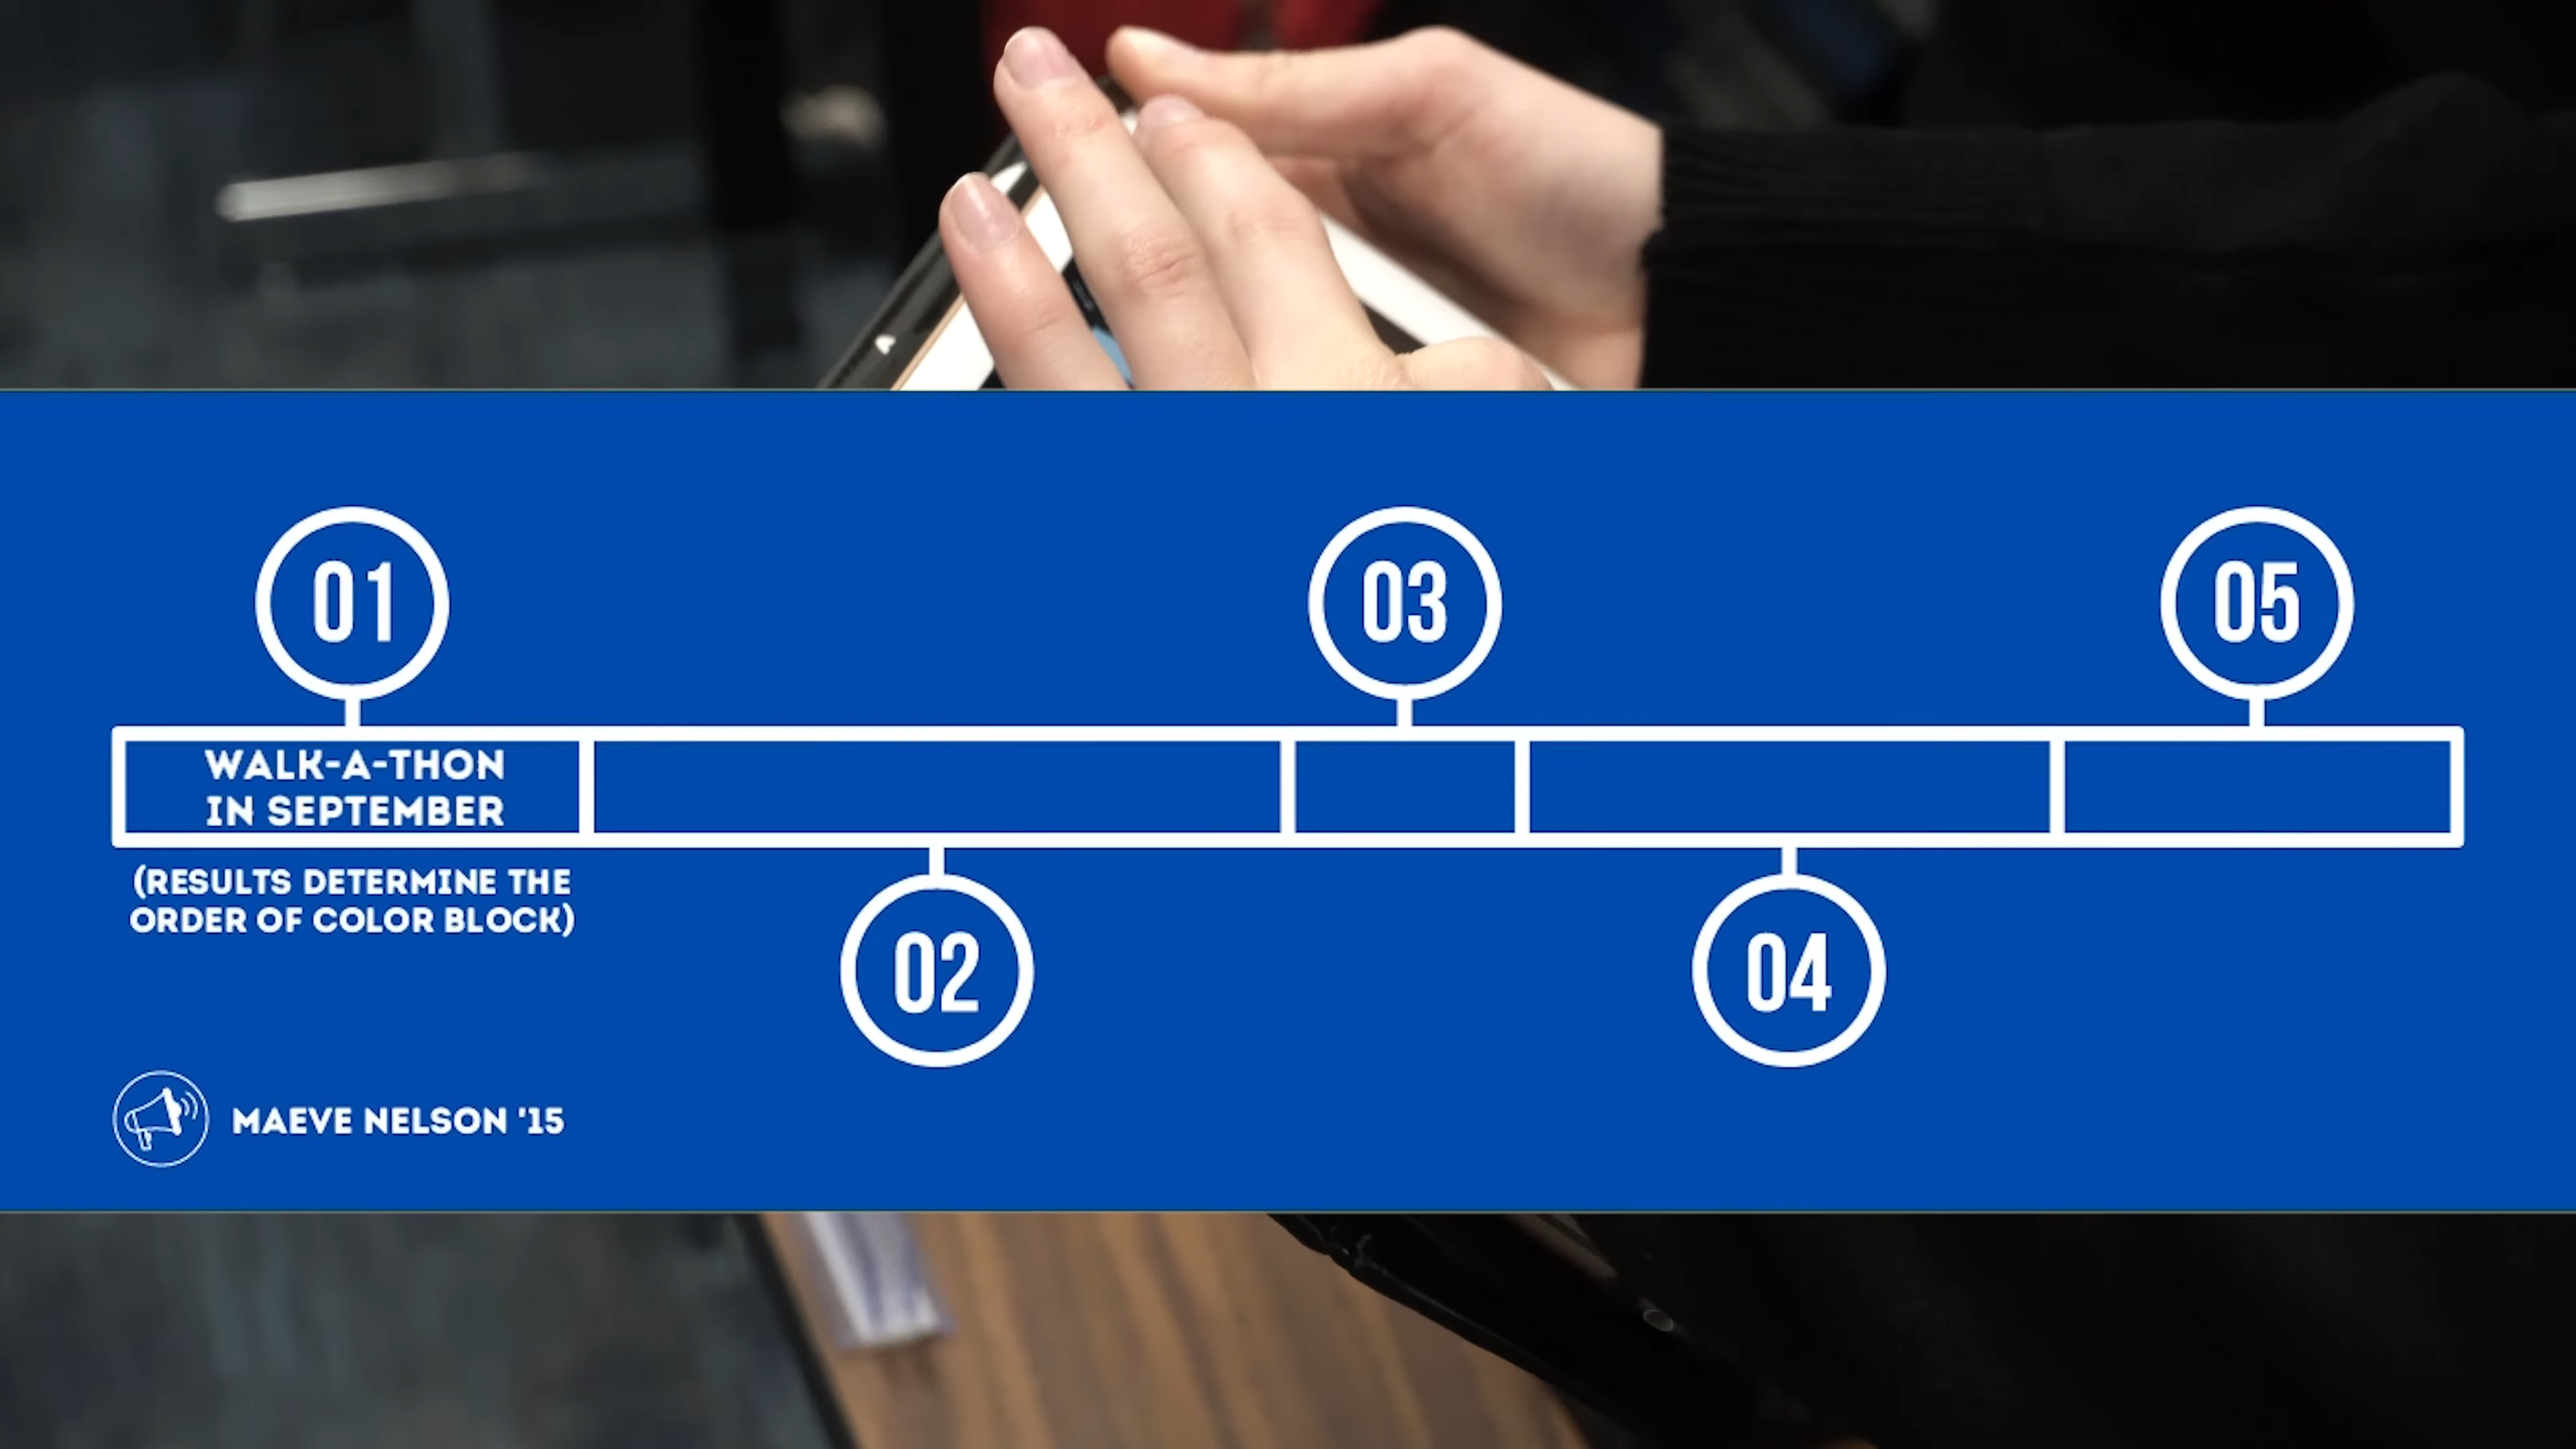 01
03
05
WALK-A-THON
IN SEPTEMBER
(RESULTS DETERMINE THE
ORDER OF COLOR BLOCK)
02
04
MAEVE NELSON '15